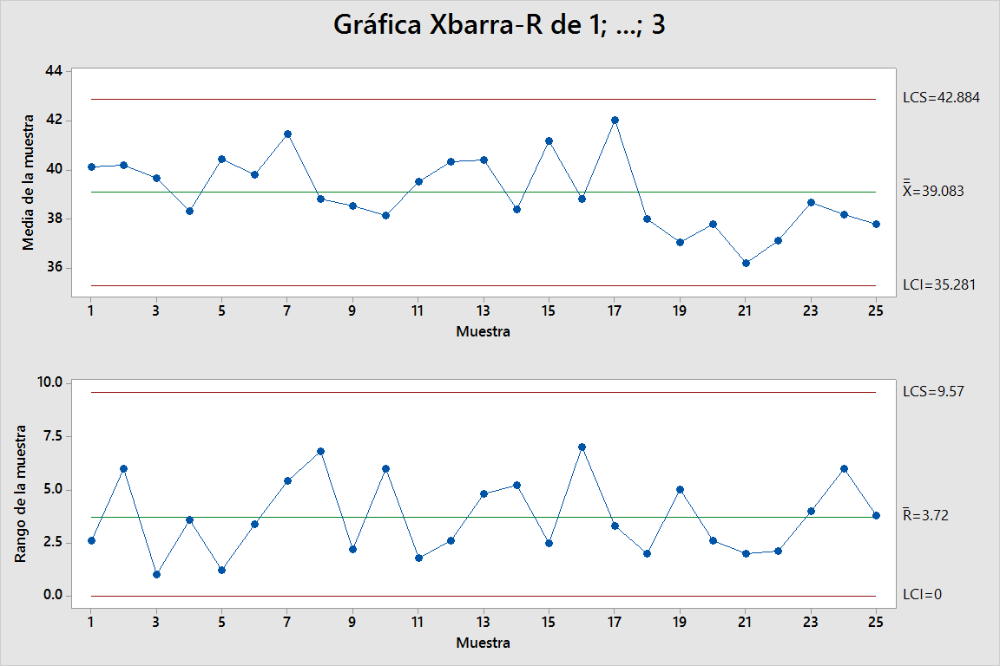 Gráfica Xbarra-R de 1; ...; 3
Media de la muestra
44
42
40
38
36
LCS=42.884
X̿=39.083
LCI=35.281
1 3 5 7 9 11 13 15 17 19 21 23 25
Muestra
Rango de la muestra
10.0
7.5
5.0
2.5
0.0
LCS=9.57
R̅=3.72
LCI=0
1 3 5 7 9 11 13 15 17 19 21 23 25
Muestra